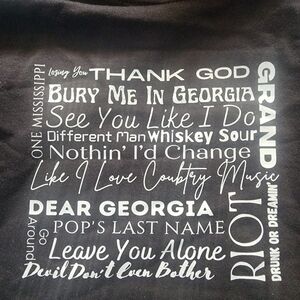 Losing You
THANK GOD
ONE MISSISSIPPI
BURY ME IN GEORGIA
GRAND
See You Like I Do
Different Man
Whiskey Sour
Nothin' I'd Change
Like I Love Country Music
DEAR GEORGIA
POP'S LAST NAME
Go Around
Leave You Alone
RIOT
DRUNK OR DREAMIN'
Devil Don't Even Bother